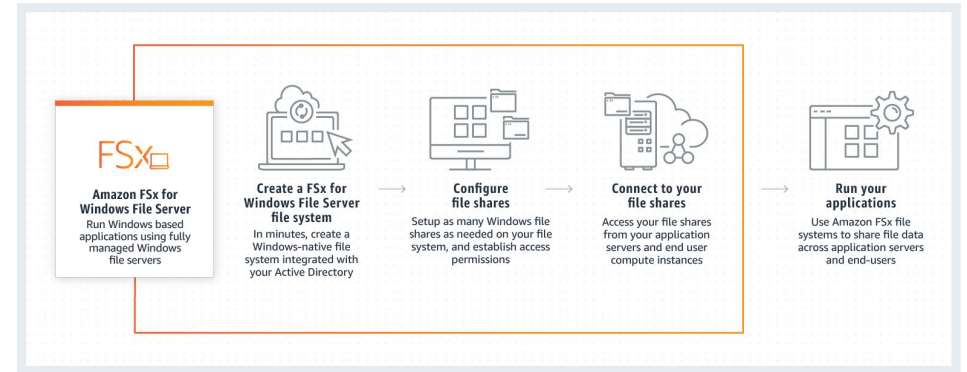 FSx
Amazon FSx for
Windows File Server
Run Windows based
applications using fully
managed Windows
file servers
Create a FSx for
Windows File Server
file system
In minutes, create a
Windows-native file
system integrated with
your Active Directory
Configure
file shares
Setup as many Windows file
shares as needed on your file
system, and establish access
permissions
Connect to your
file shares
Access your file shares
from your application
servers and end user
compute instances
Run your
applications
Use Amazon FSx file
systems to share file data
across application servers
and end-users